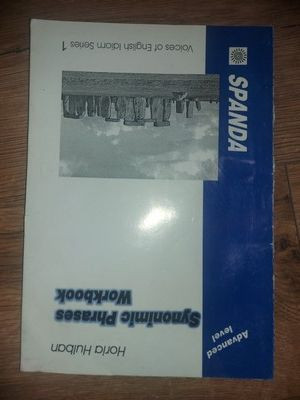 Horia Hulban
Advanced
level
Synonimic Phrases
Workbook
SPANDA
Voices of English Idiom Series 1